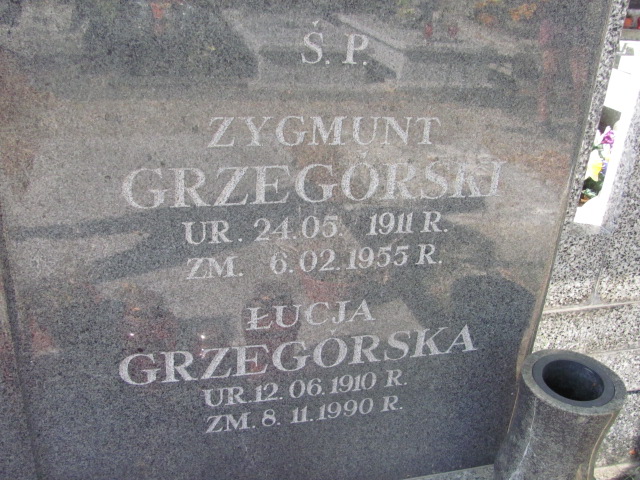 Ś. P.
ZYGMUNT
GRZEGÓRSKI
UR. 24.05. 1911 R.
ZM. 6.02.1955 R.
ŁUCJA
GRZEGÓRSKA
UR.12.06.1910 R.
ZM. 8.11.1990 R.